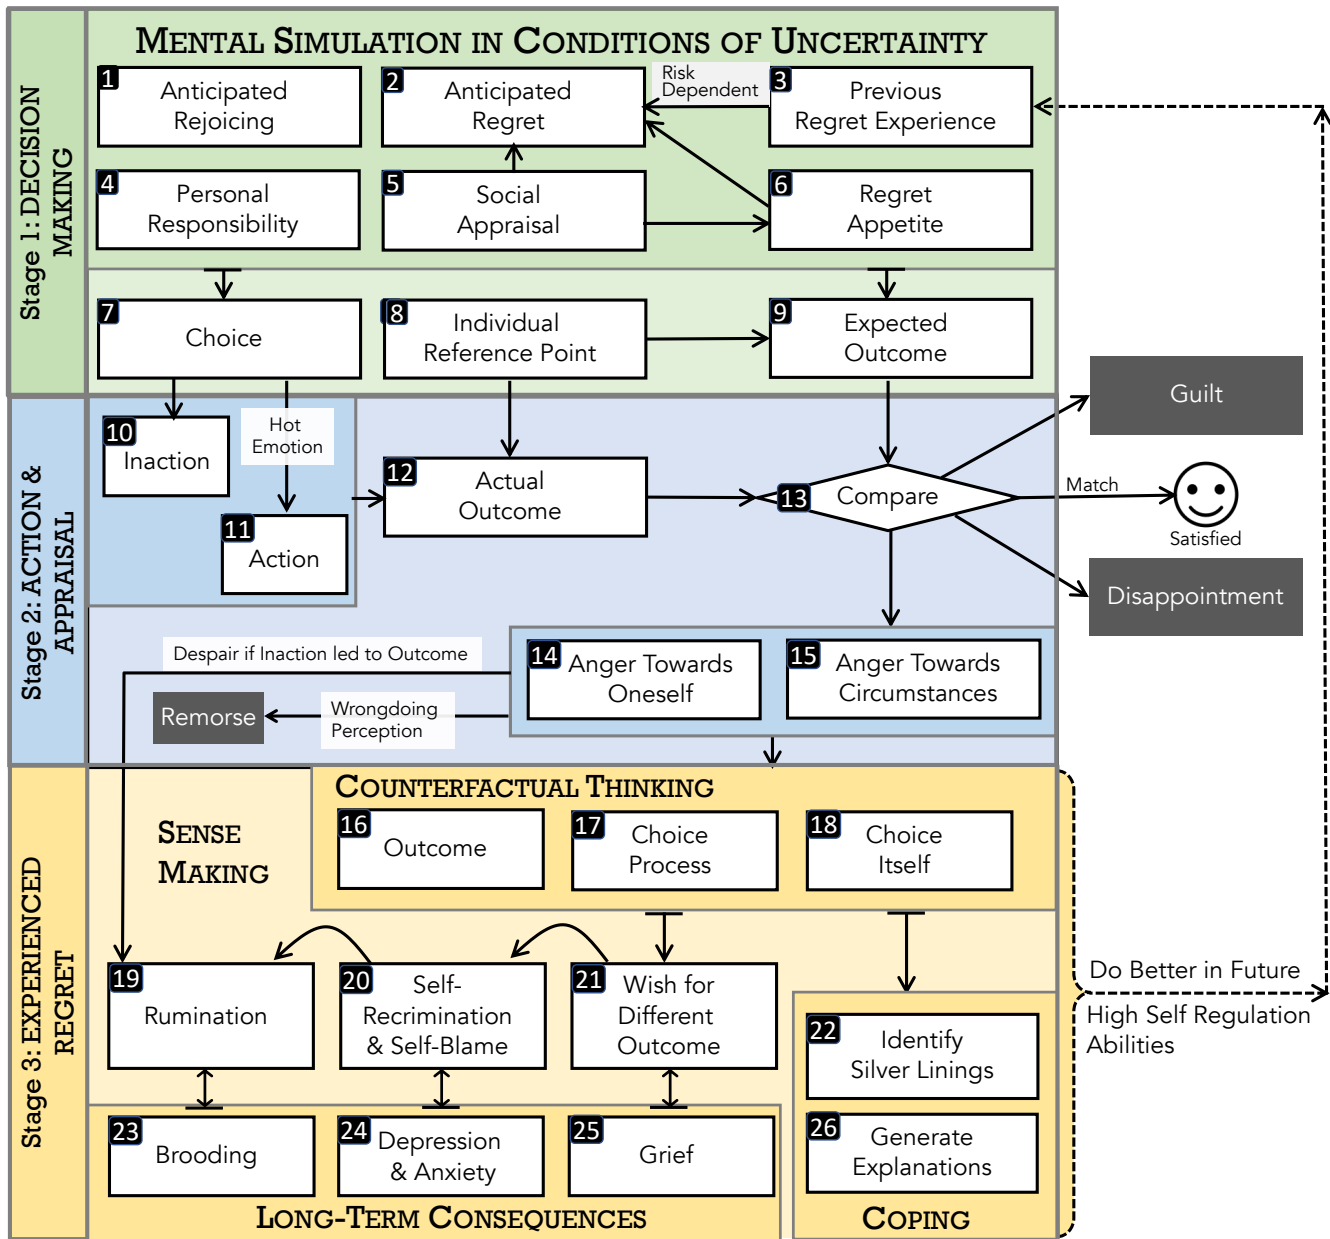 MENTAL SIMULATION IN CONDITIONS OF UNCERTAINTY
Stage 1: DECISION
MAKING
1
Anticipated
Rejoicing
2
Anticipated
Regret
Risk
Dependent
3
Previous
Regret Experience
4
Personal
Responsibility
5
Social
Appraisal
6
Regret
Appetite
7
Choice
8
Individual
Reference Point
9
Expected
Outcome
Stage 2: ACTION &
APPRAISAL
10
Inaction
Hot
Emotion
11
Action
12
Actual
Outcome
13
Compare
Guilt
Match
Satisfied
Disappointment
14
Anger Towards
Oneself
15
Anger Towards
Circumstances
Despair if Inaction led to Outcome
Remorse
Wrongdoing
Perception
Stage 3: EXPERIENCED
REGRET
COUNTERFACTUAL THINKING
SENSE
MAKING
16
Outcome
17
Choice
Process
18
Choice
Itself
19
Rumination
20
Self-
Recrimination
& Self-Blame
21
Wish for
Different
Outcome
22
Identify
Silver Linings
Do Better in Future
High Self Regulation
Abilities
23
Brooding
24
Depression
& Anxiety
25
Grief
26
Generate
Explanations
LONG-TERM CONSEQUENCES
COPING